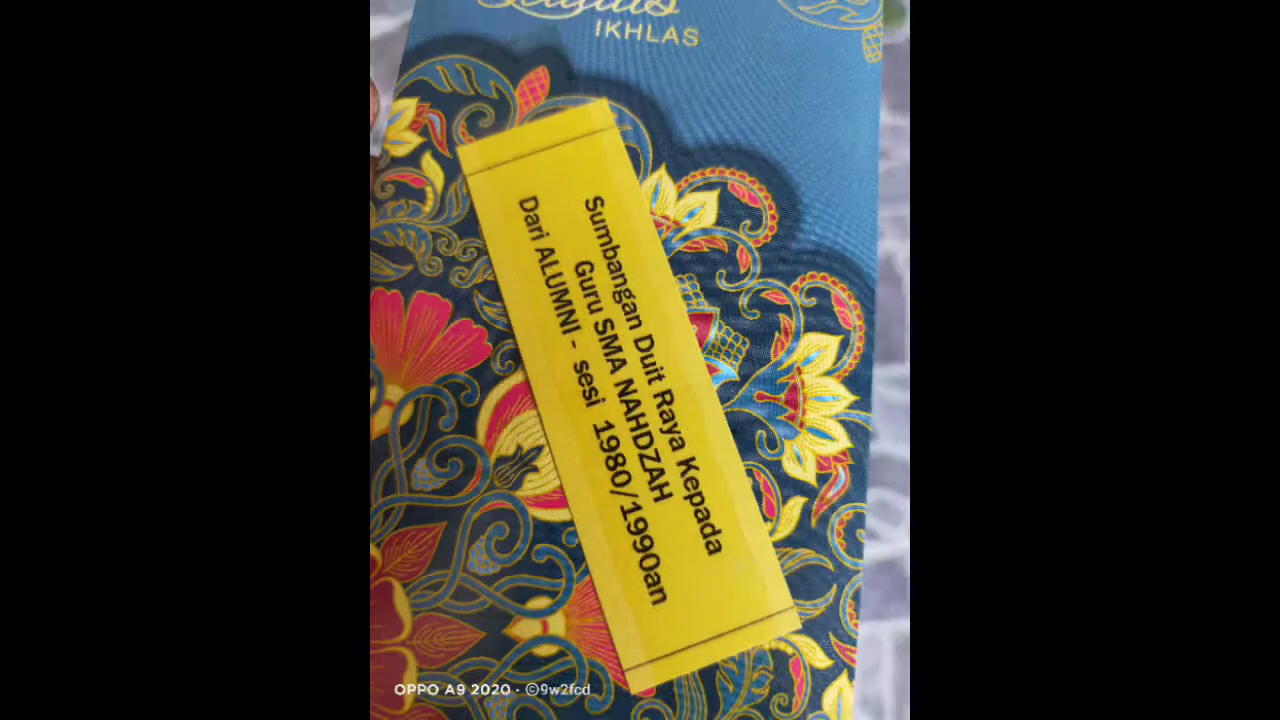 IKHLAS
Sumbangan Duit Raya Kepada
Guru SMA NAHDZAH
Dari ALUMNI - sesi 1980/1990an
OPPO A9 2020 · ©9w2fcd